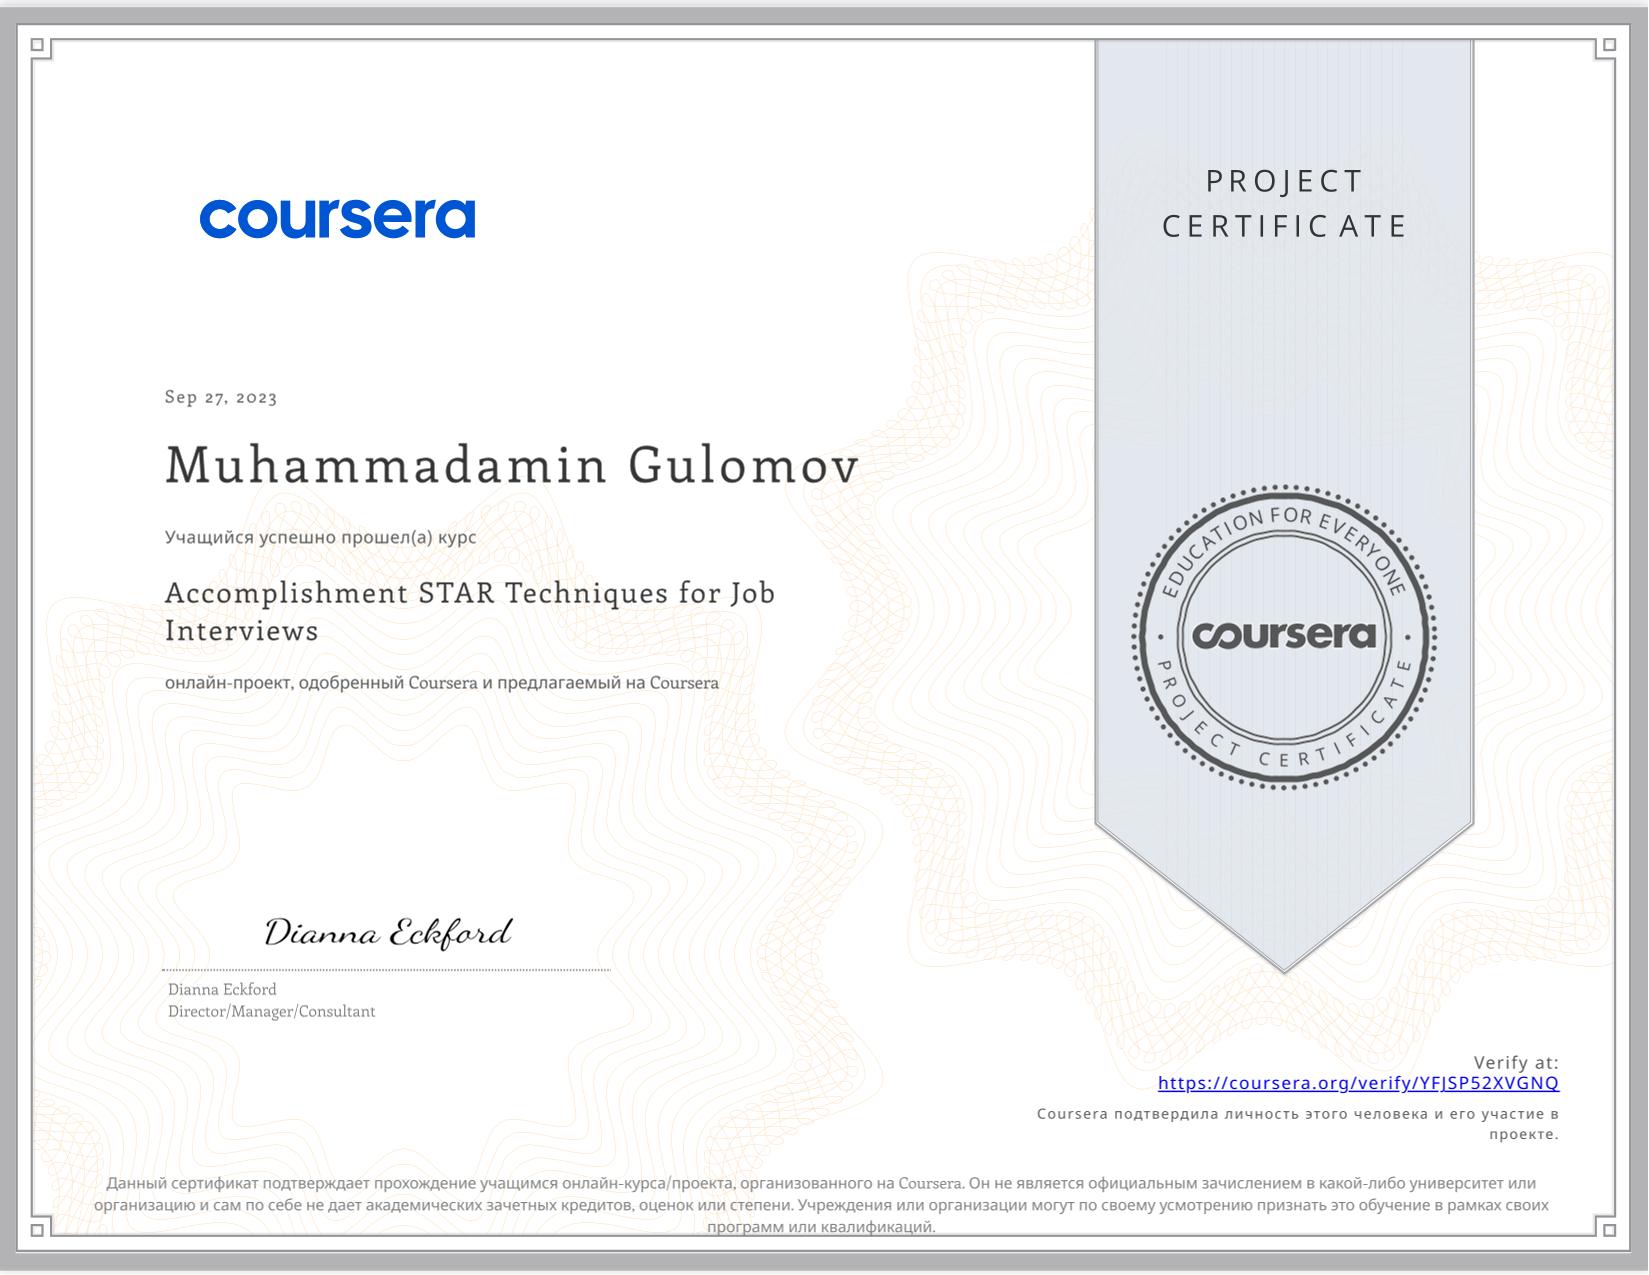 coursera
PROJECT
CERTIFICATE
Sep 27, 2023
Muhammadamin Gulomov
Учащийся успешно прошел(а) курс
Accomplishment STAR Techniques for Job
Interviews
онлайн-проект, одобренный Coursera и предлагаемый на Coursera
EDUCATION FOR EVERYONE
coursera
PROJECT CERTIFICATE
Dianna Eckford
Dianna Eckford
Director/Manager/Consultant
Verify at:
https://coursera.org/verify/YFJSP52XVGNQ
Coursera подтвердила личность этого человека и его участие в
проекте.
Данный сертификат подтверждает прохождение учащимся онлайн-курса/проекта, организованного на Coursera. Он не является официальным зачислением в какой-либо университет или
организацию и сам по себе не дает академических зачетных кредитов, оценок или степени. Учреждения или организации могут по своему усмотрению признать это обучение в рамках своих
программ или квалификаций.